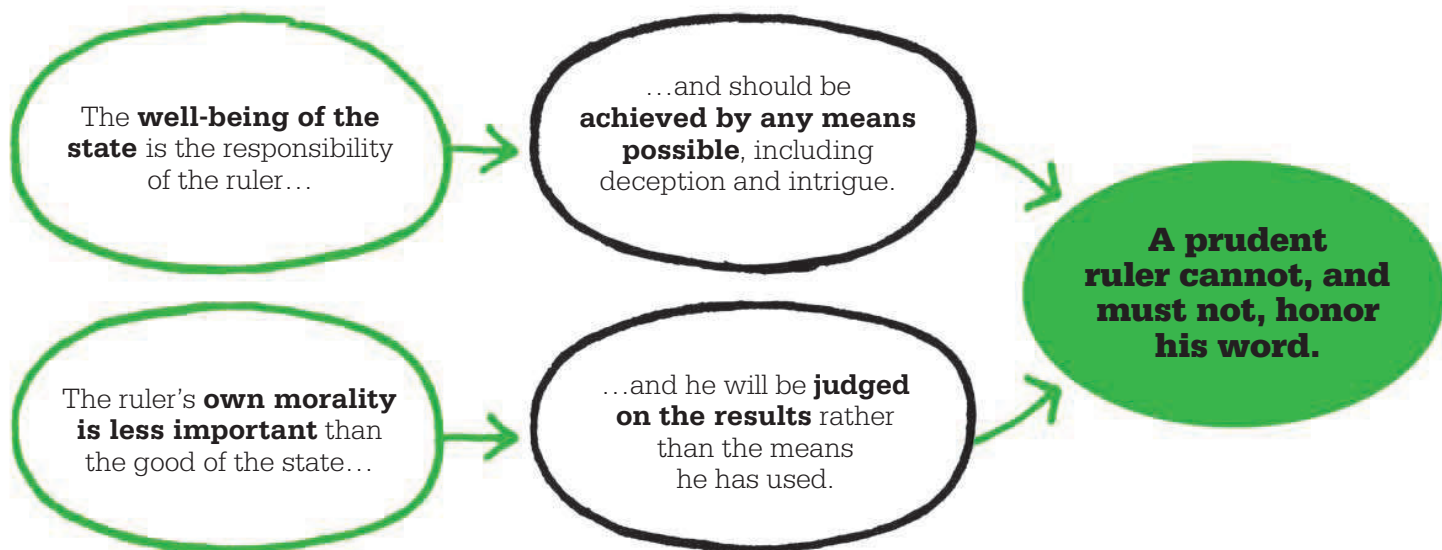 The well-being of the
state is the responsibility
of the ruler…
…and should be
achieved by any means
possible, including
deception and intrigue.
The ruler's own morality
is less important than
the good of the state…
…and he will be judged
on the results rather
than the means
he has used.
A prudent
ruler cannot, and
must not, honor
his word.